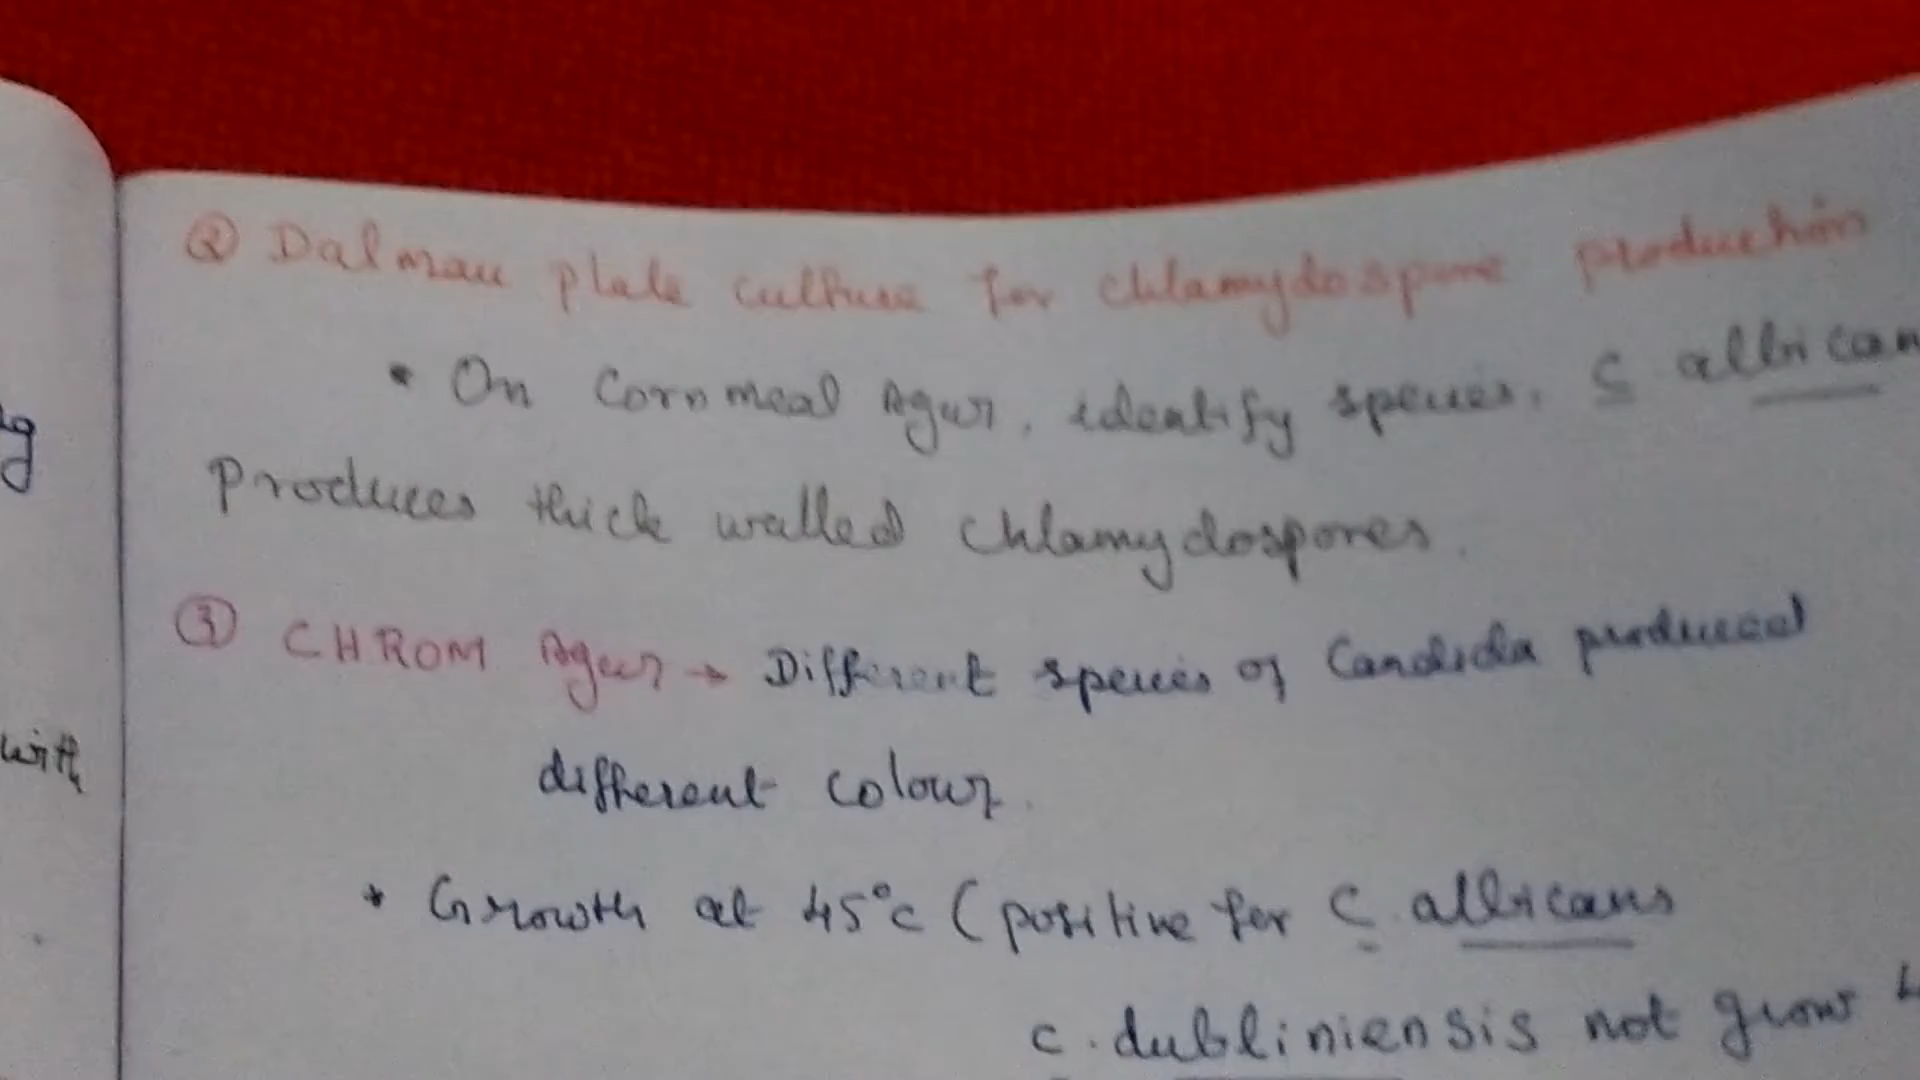 ② Dalmau plate culture for chlamydospore production
• On Cornmeal Agar, identify species. C albican
produces thick walled chlamydospores.
③ CHROM Agar → Different species of Candida produced
different colour.
* Growth at 45°c (positive for C. albicans
c. dubliniensis not grow
with